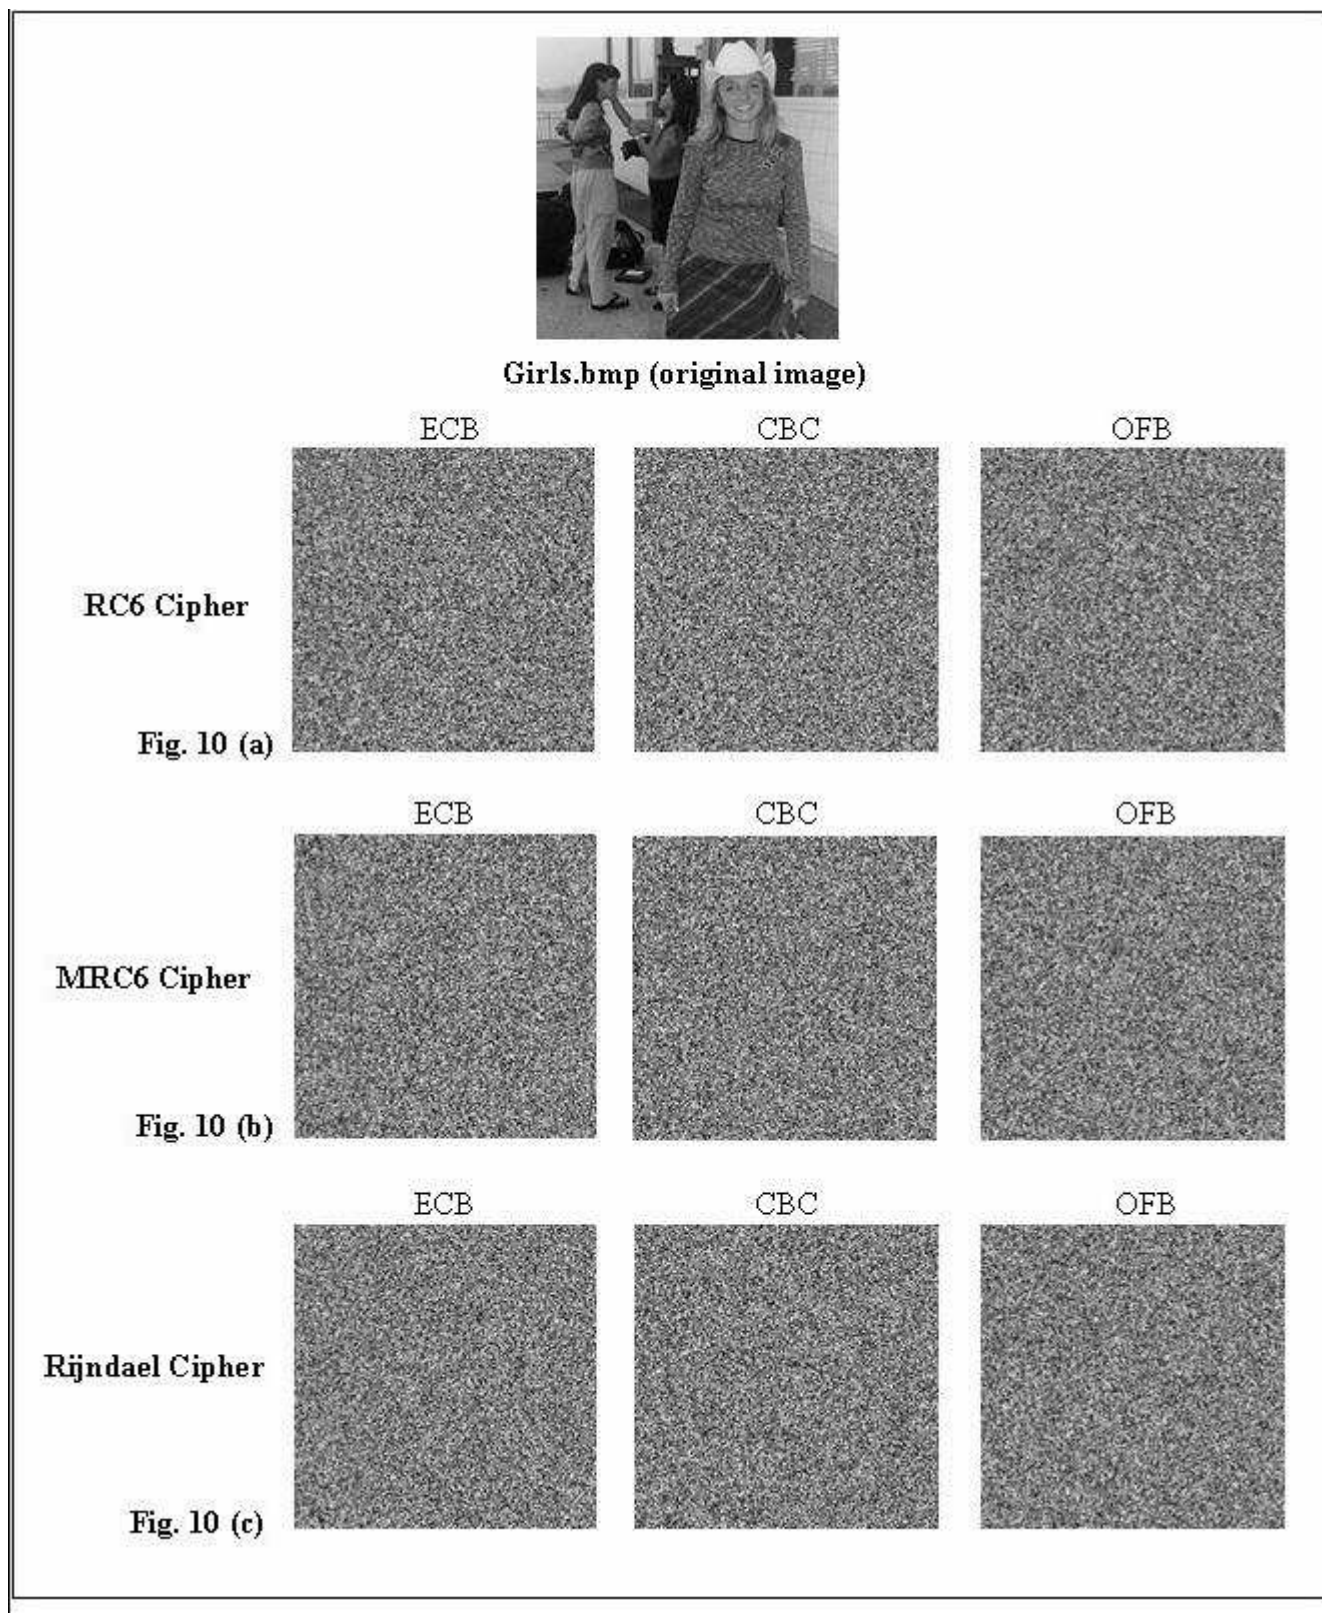 Girls.bmp (original image)
ECB CBC OFB
RC6 Cipher
Fig. 10 (a)
ECB CBC OFB
MRC6 Cipher
Fig. 10 (b)
ECB CBC OFB
Rijndael Cipher
Fig. 10 (c)